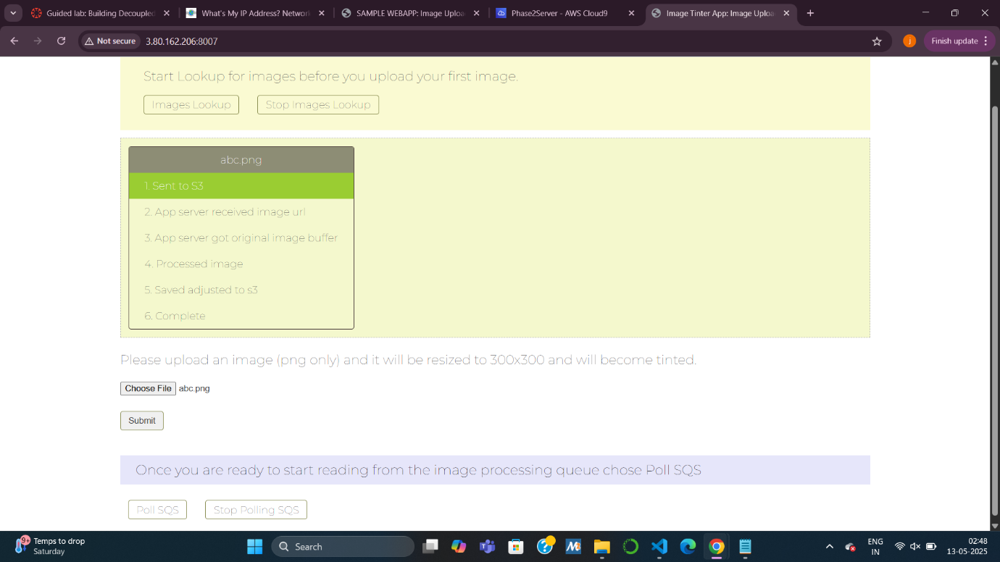 Guided lab: Building Decoupled
What's My IP Address? Networ
SAMPLE WEBAPP: Image Uploa
Phase2Server - AWS Cloud9
Image Tinter App: Image Uploa
Not secure
3.80.162.206:8007
j
Finish update
Start Lookup for images before you upload your first image.
Images Lookup
Stop Images Lookup
abc.png
1. Sent to S3
2. App server received image url
3. App server got original image buffer
4. Processed image
5. Saved adjusted to s3
6. Complete
Please upload an image (png only) and it will be resized to 300x300 and will become tinted.
Choose File abc.png
Submit
Once you are ready to start reading from the image processing queue chose Poll SQS
Poll SQS
Stop Polling SQS
9+
Temps to drop
Saturday
Search
ENG
IN
02:48
13-05-2025